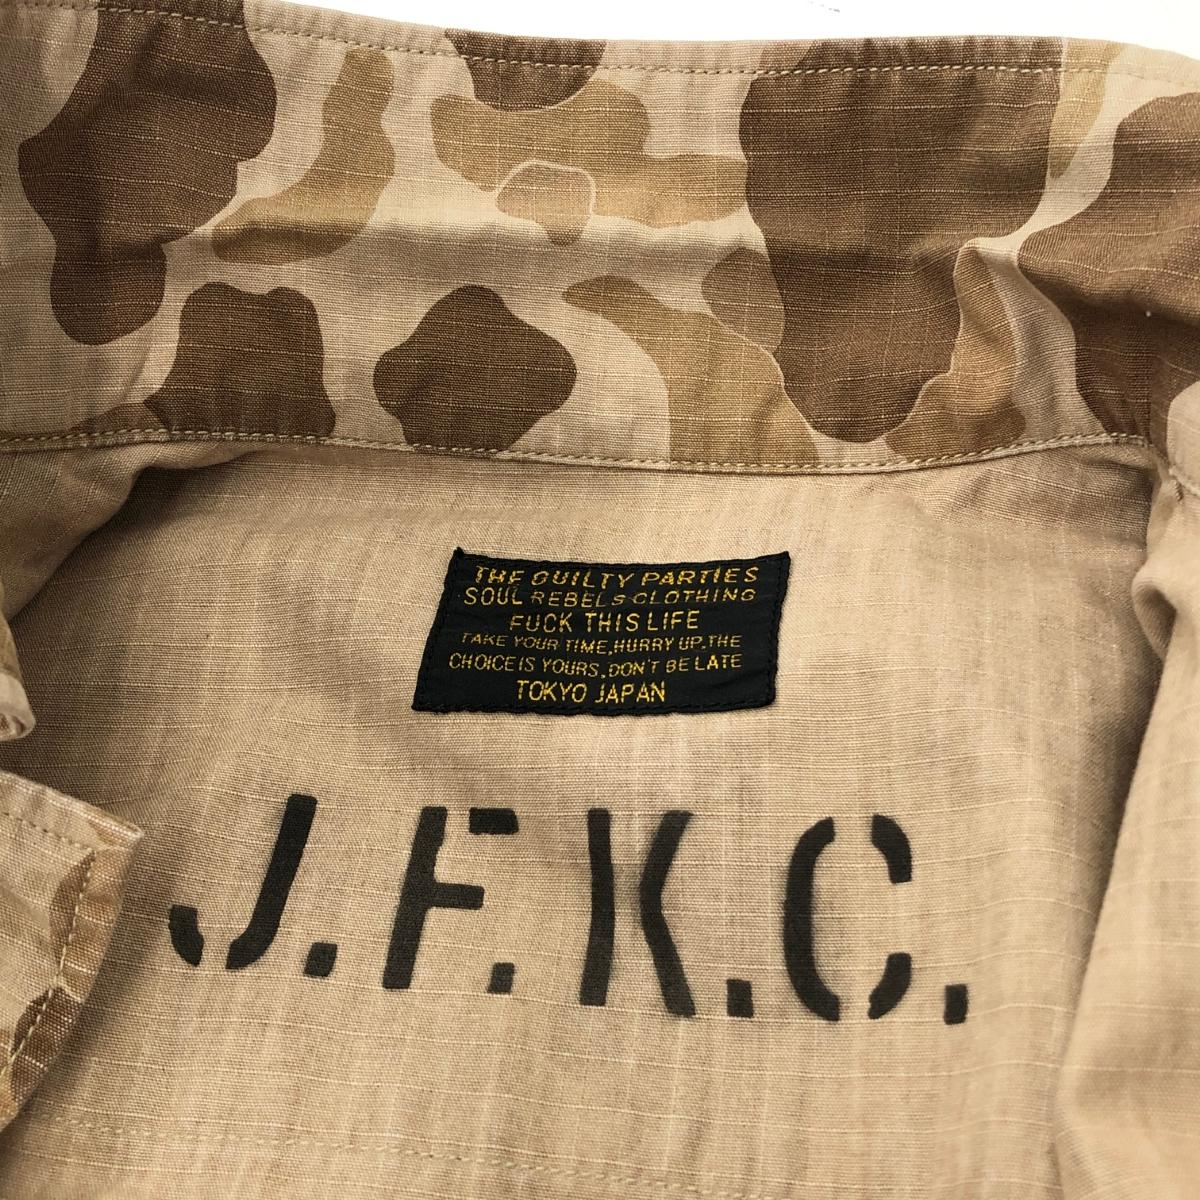 THE GUILTY PARTIES
SOUL REBELS CLOTHING
FUCK THIS LIFE
TAKE YOUR TIME,HURRY UP.THE
CHOICE IS YOURS,DON'T BE LATE
TOKYO JAPAN
J.F.K.C.